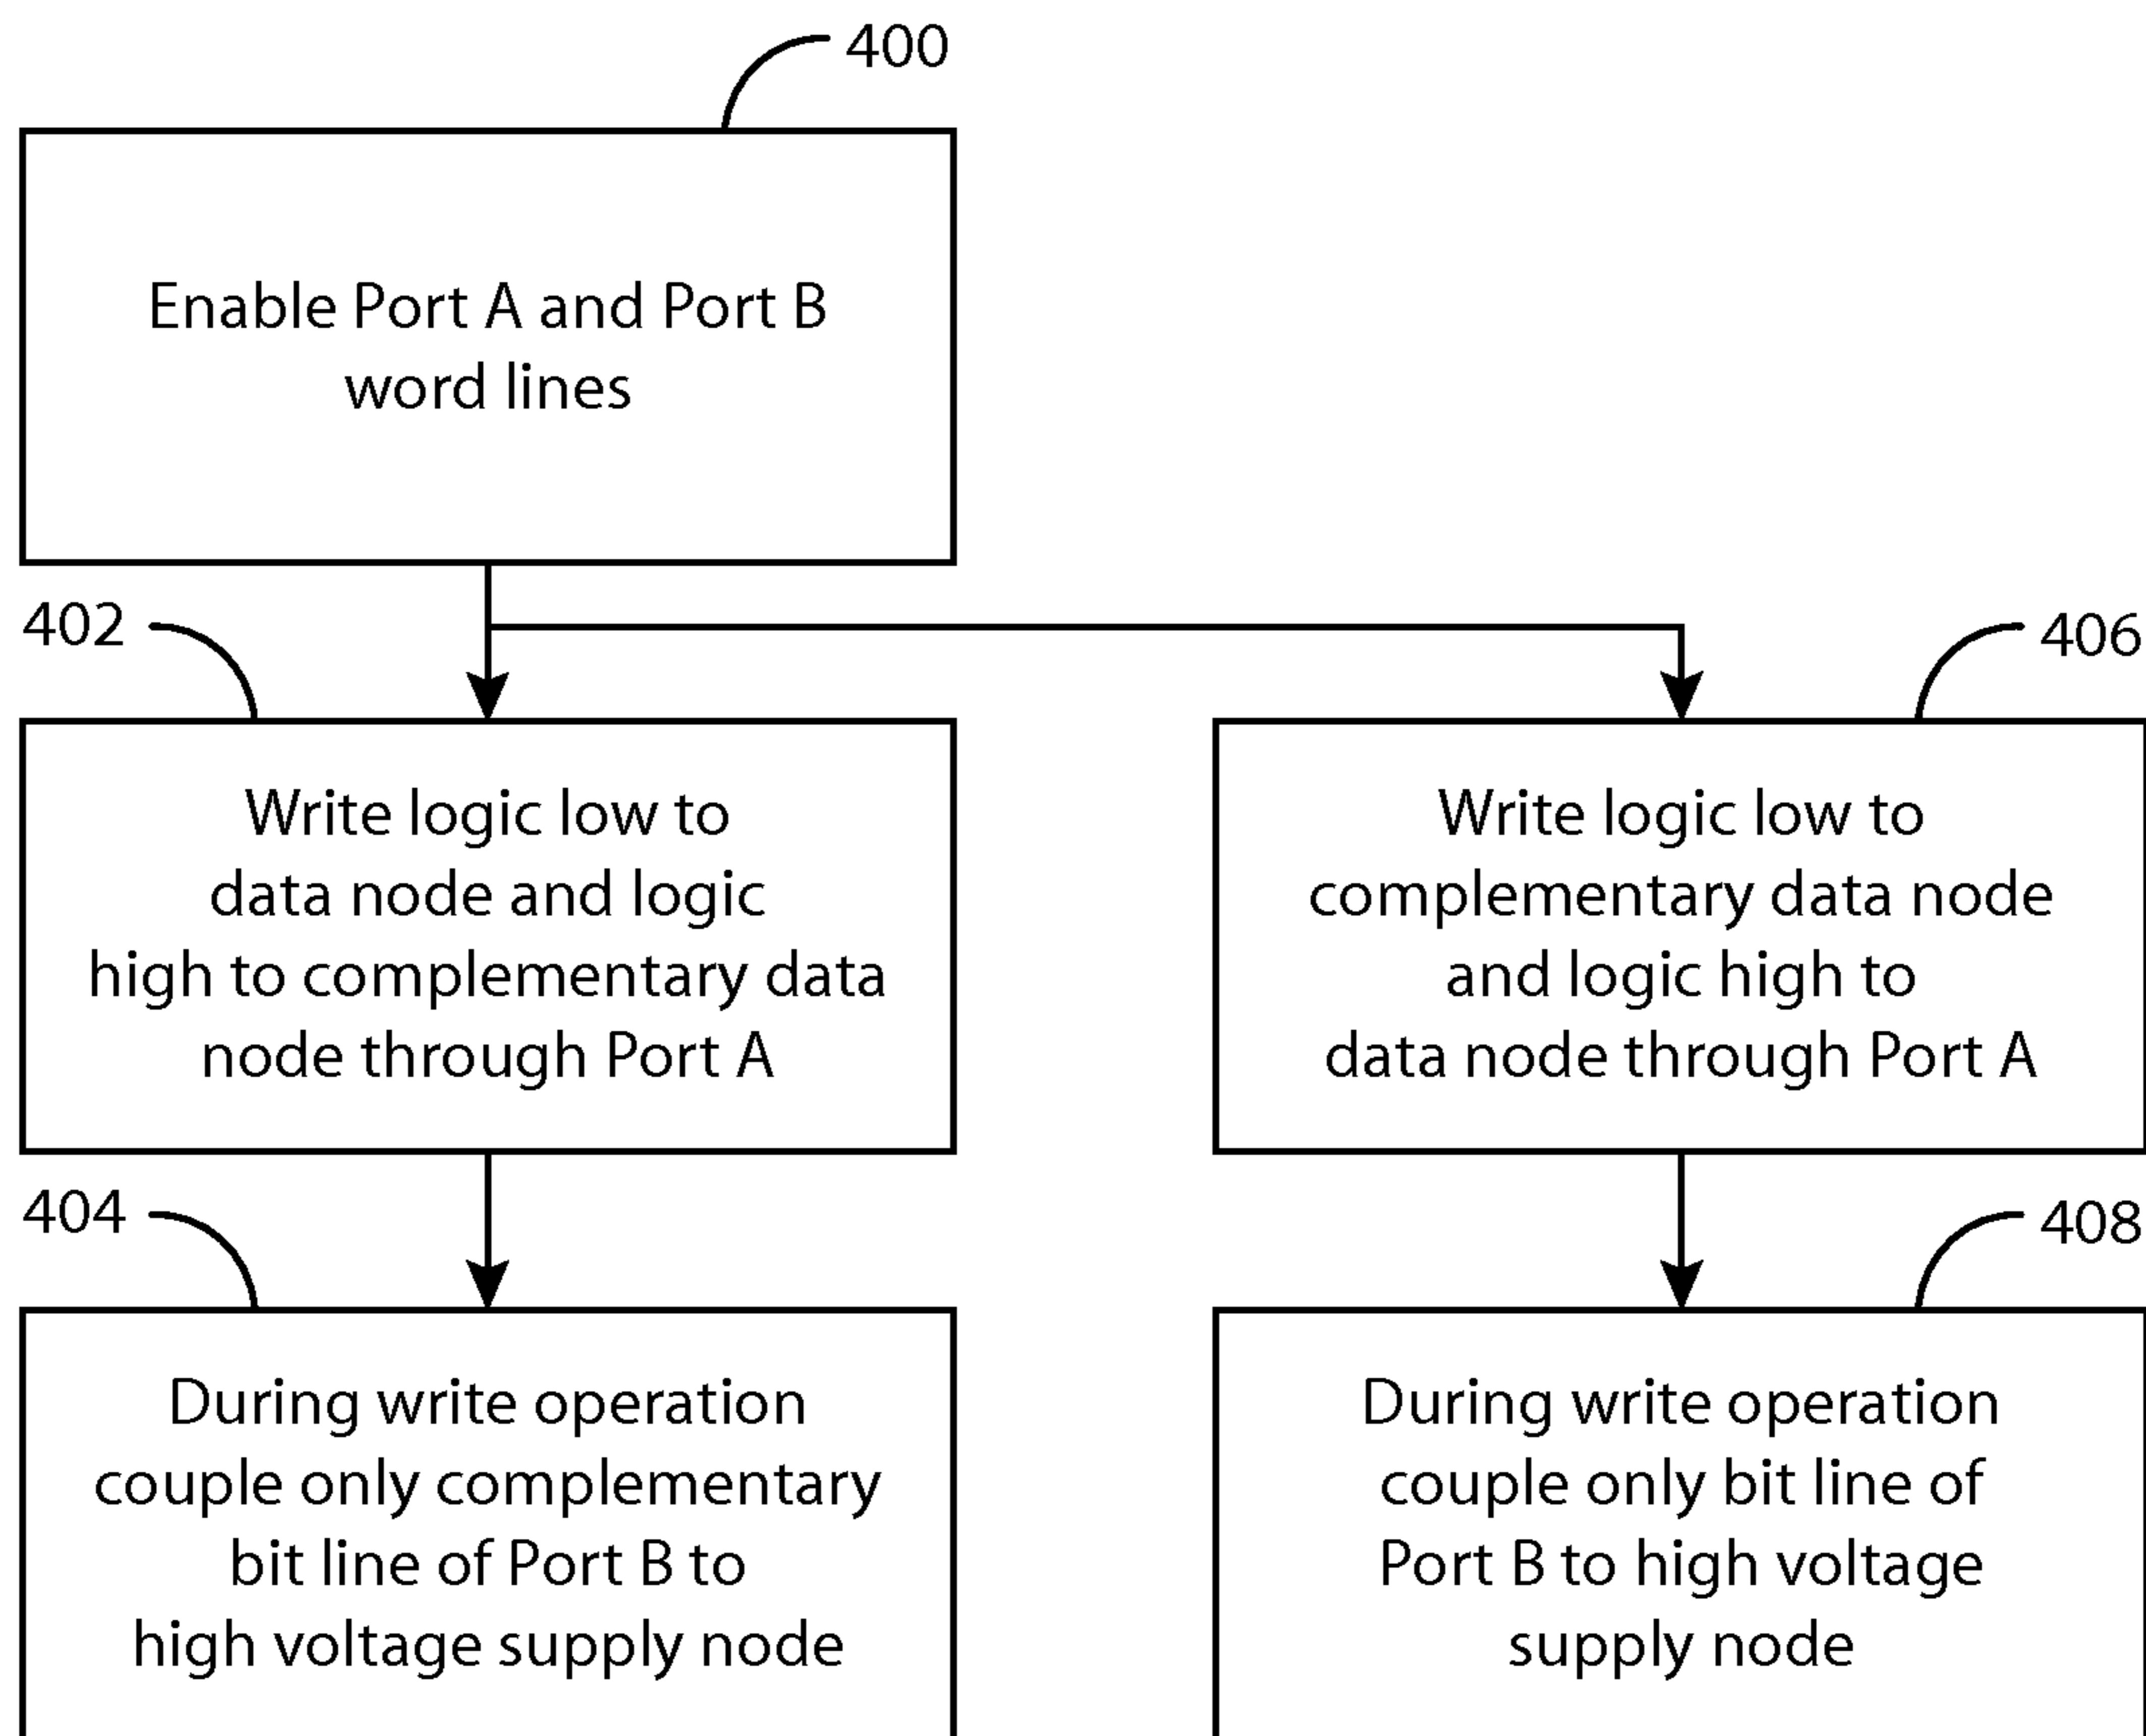 400
Enable Port A and Port B
word lines
402
406
Write logic low to
data node and logic
high to complementary data
node through Port A
Write logic low to
complementary data node
and logic high to
data node through Port A
404
408
During write operation
couple only complementary
bit line of Port B to
high voltage supply node
During write operation
couple only bit line of
Port B to high voltage
supply node